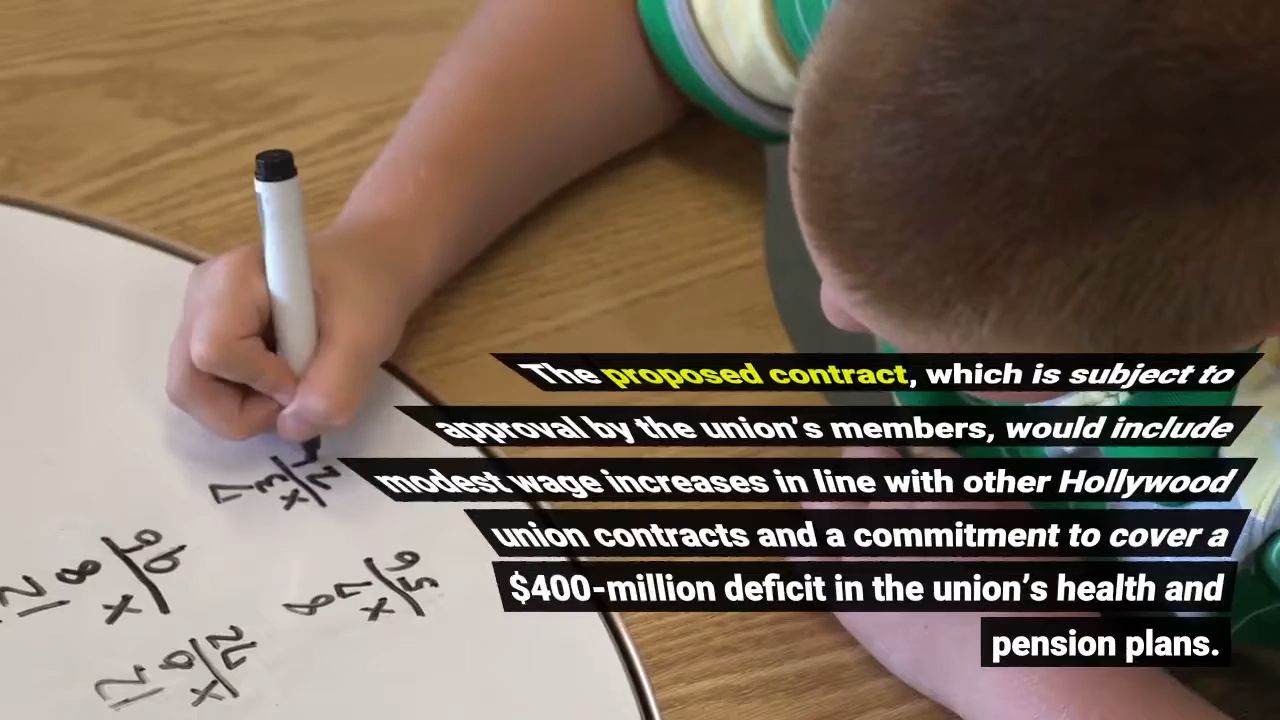 The proposed contract, which is subject to
approval by the union's members, would include
modest wage increases in line with other Hollywood
union contracts and a commitment to cover a
$400-million deficit in the union's health and
pension plans.